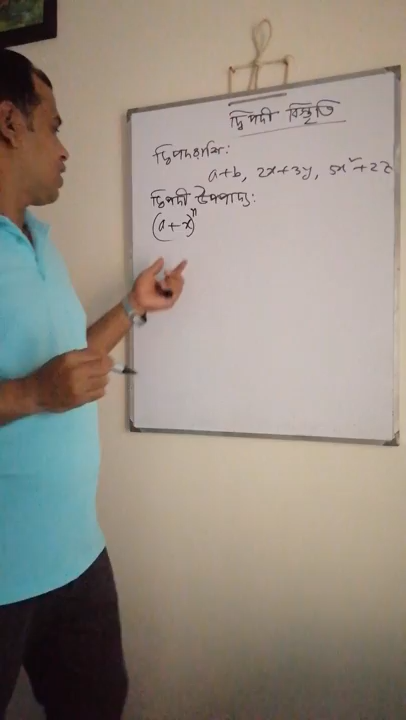 দ্বিপদী বিস্তৃতি
দ্বিপদরাশি:
a+b, 2x+3y, 5x²+2z
দ্বিপদী উপপাদ্য:
(a+x)ⁿ